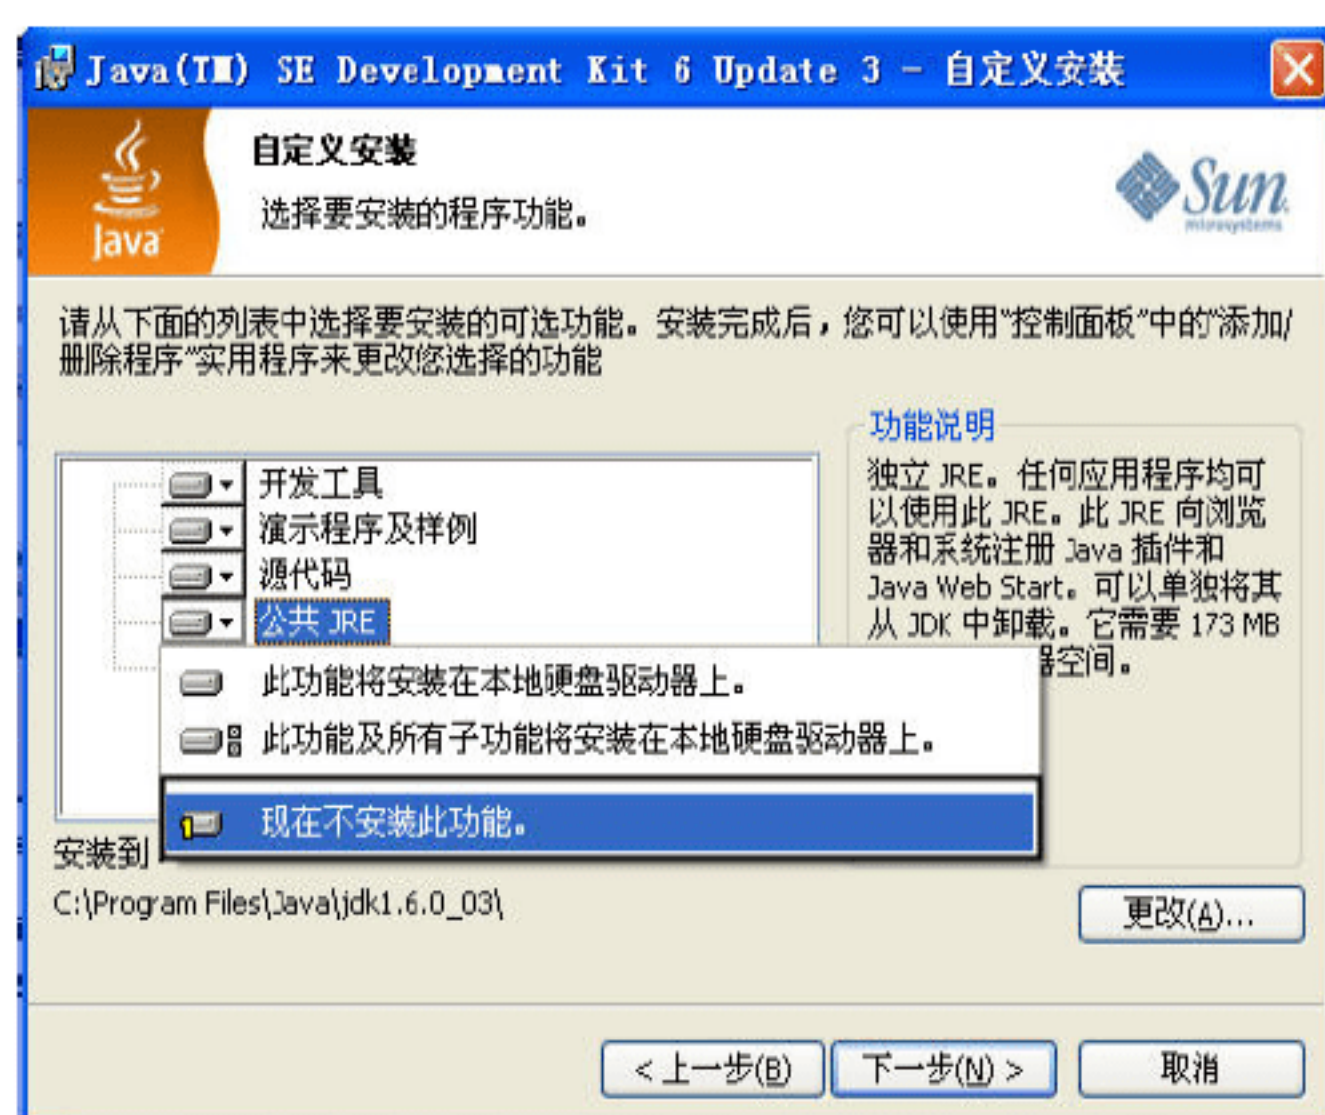 Java(TM) SE Development Kit 6 Update 3 - 自定义安装
Java
自定义安装
选择要安装的程序功能。
Sun
microsystems
请从下面的列表中选择要安装的可选功能。安装完成后，您可以使用"控制面板"中的"添加/
删除程序"实用程序来更改您选择的功能
开发工具
演示程序及样例
源代码
公共 JRE
功能说明
独立 JRE。任何应用程序均可
以使用此 JRE。此 JRE 向浏览
器和系统注册 Java 插件和
Java Web Start。可以单独将其
从 JDK 中卸载。它需要 173 MB
器空间。
此功能将安装在本地硬盘驱动器上。
此功能及所有子功能将安装在本地硬盘驱动器上。
现在不安装此功能。
安装到
C:\Program Files\Java\jdk1.6.0_03\
更改(A)...
< 上一步(B)
下一步(N) >
取消